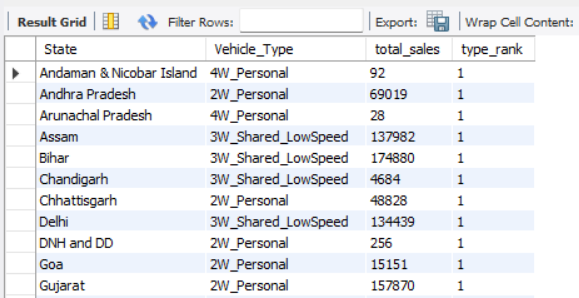 Result Grid Filter Rows: Export: Wrap Cell Content:
State Vehicle_Type total_sales type_rank
Andaman & Nicobar Island 4W_Personal 92 1
Andhra Pradesh 2W_Personal 69019 1
Arunachal Pradesh 4W_Personal 28 1
Assam 3W_Shared_LowSpeed 137982 1
Bihar 3W_Shared_LowSpeed 174880 1
Chandigarh 3W_Shared_LowSpeed 4684 1
Chhattisgarh 2W_Personal 48828 1
Delhi 3W_Shared_LowSpeed 134439 1
DNH and DD 2W_Personal 256 1
Goa 2W_Personal 15151 1
Gujarat 2W_Personal 157870 1